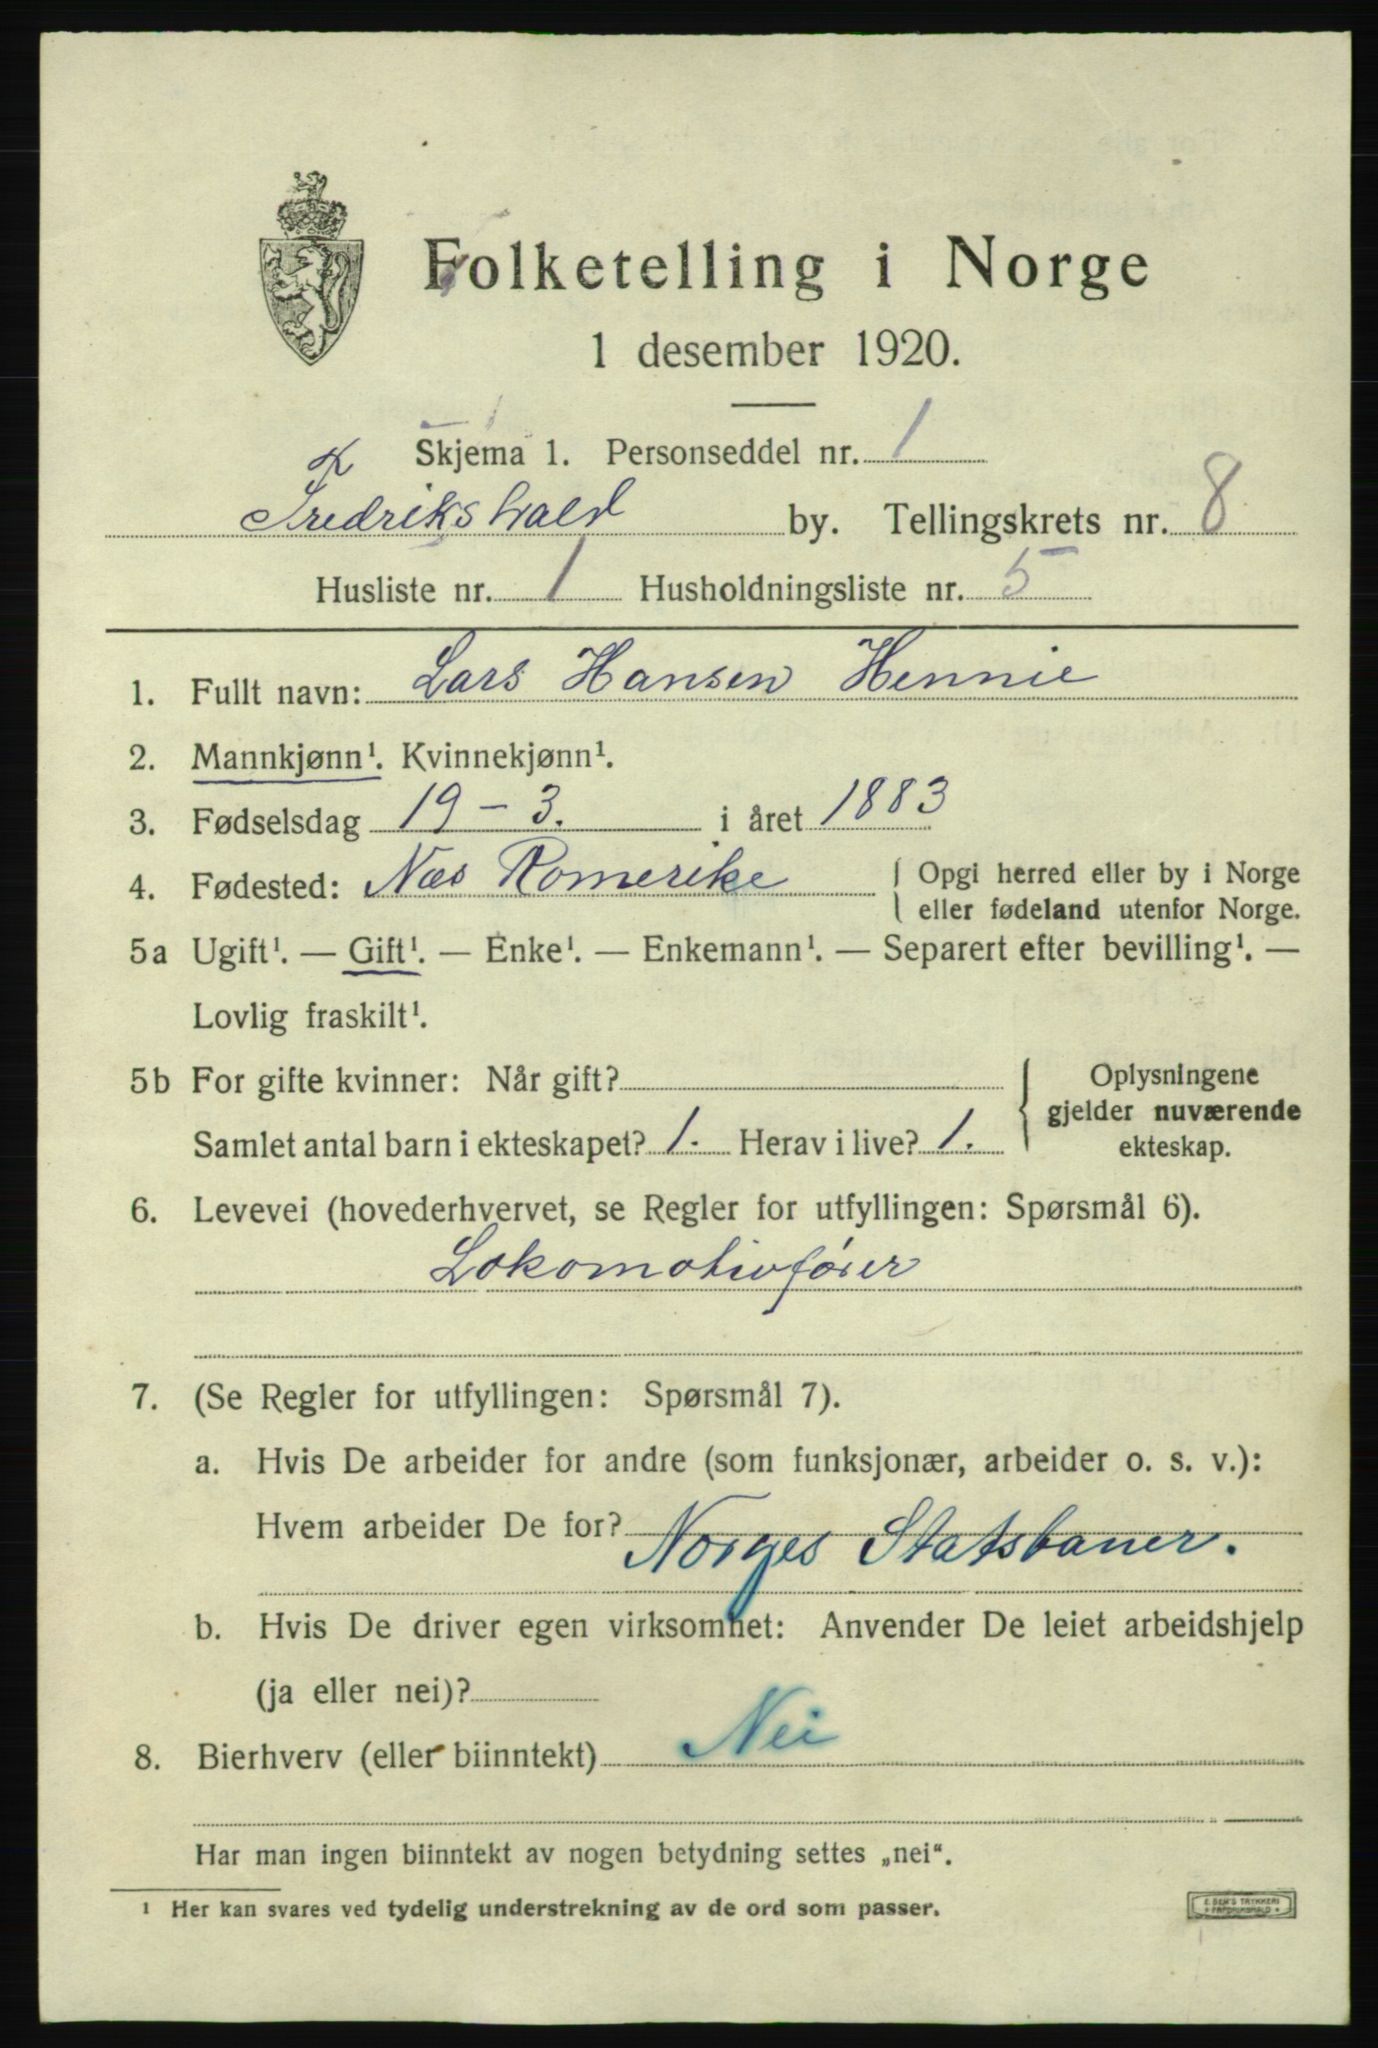 Folketelling i Norge
1 desember 1920.
Skjema 1. Personseddel nr. 1
K
Fredrikshald by. Tellingskrets nr. 8
Husliste nr. 1 Husholdningsliste nr. 5
1. Fullt navn: Lars Hansen Hennie
2. Mannkjønn¹. Kvinnekjønn¹.
3. Fødselsdag 19 - 3. i året 1883
4. Fødested: Næs Romerike { Opgi herred eller by i Norge
eller fødeland utenfor Norge.
5a Ugift¹. — Gift¹. — Enke¹. — Enkemann¹. — Separert efter bevilling¹. —
Lovlig fraskilt¹.
5b For gifte kvinner: Når gift? { Oplysningene
gjelder nuværende
Samlet antal barn i ekteskapet? 1. Herav i live? 1. ekteskap.
6. Levevei (hovederhvervet, se Regler for utfyllingen: Spørsmål 6).
Lokomotivfører
7. (Se Regler for utfyllingen: Spørsmål 7).
a. Hvis De arbeider for andre (som funksjonær, arbeider o. s. v.):
Hvem arbeider De for? Norges Statsbaner.
b. Hvis De driver egen virksomhet: Anvender De leiet arbeidshjelp
(ja eller nei)?
8. Bierhverv (eller biinntekt) Nei
Har man ingen biinntekt av nogen betydning settes „nei“.
¹ Her kan svares ved tydelig understrekning av de ord som passer.